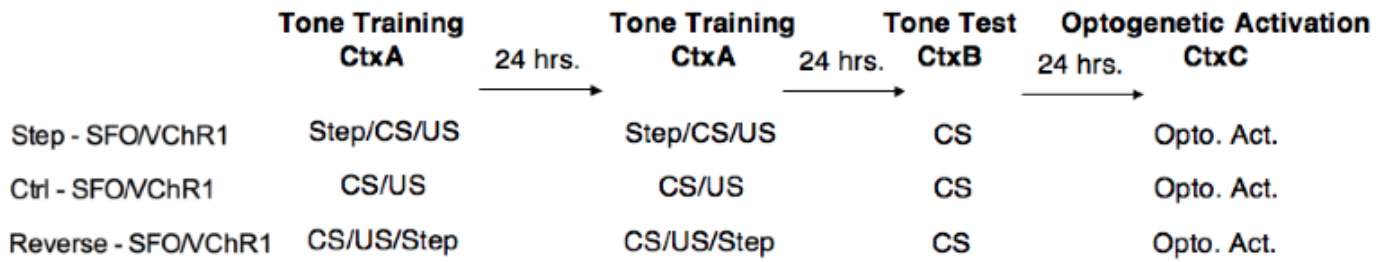 Tone Training Tone Training Tone Test Optogenetic Activation
CtxA 24 hrs. CtxA 24 hrs. CtxB 24 hrs. CtxC
Step - SFO/VChR1 Step/CS/US Step/CS/US CS Opto. Act.
Ctrl - SFO/VChR1 CS/US CS/US CS Opto. Act.
Reverse - SFO/VChR1 CS/US/Step CS/US/Step CS Opto. Act.